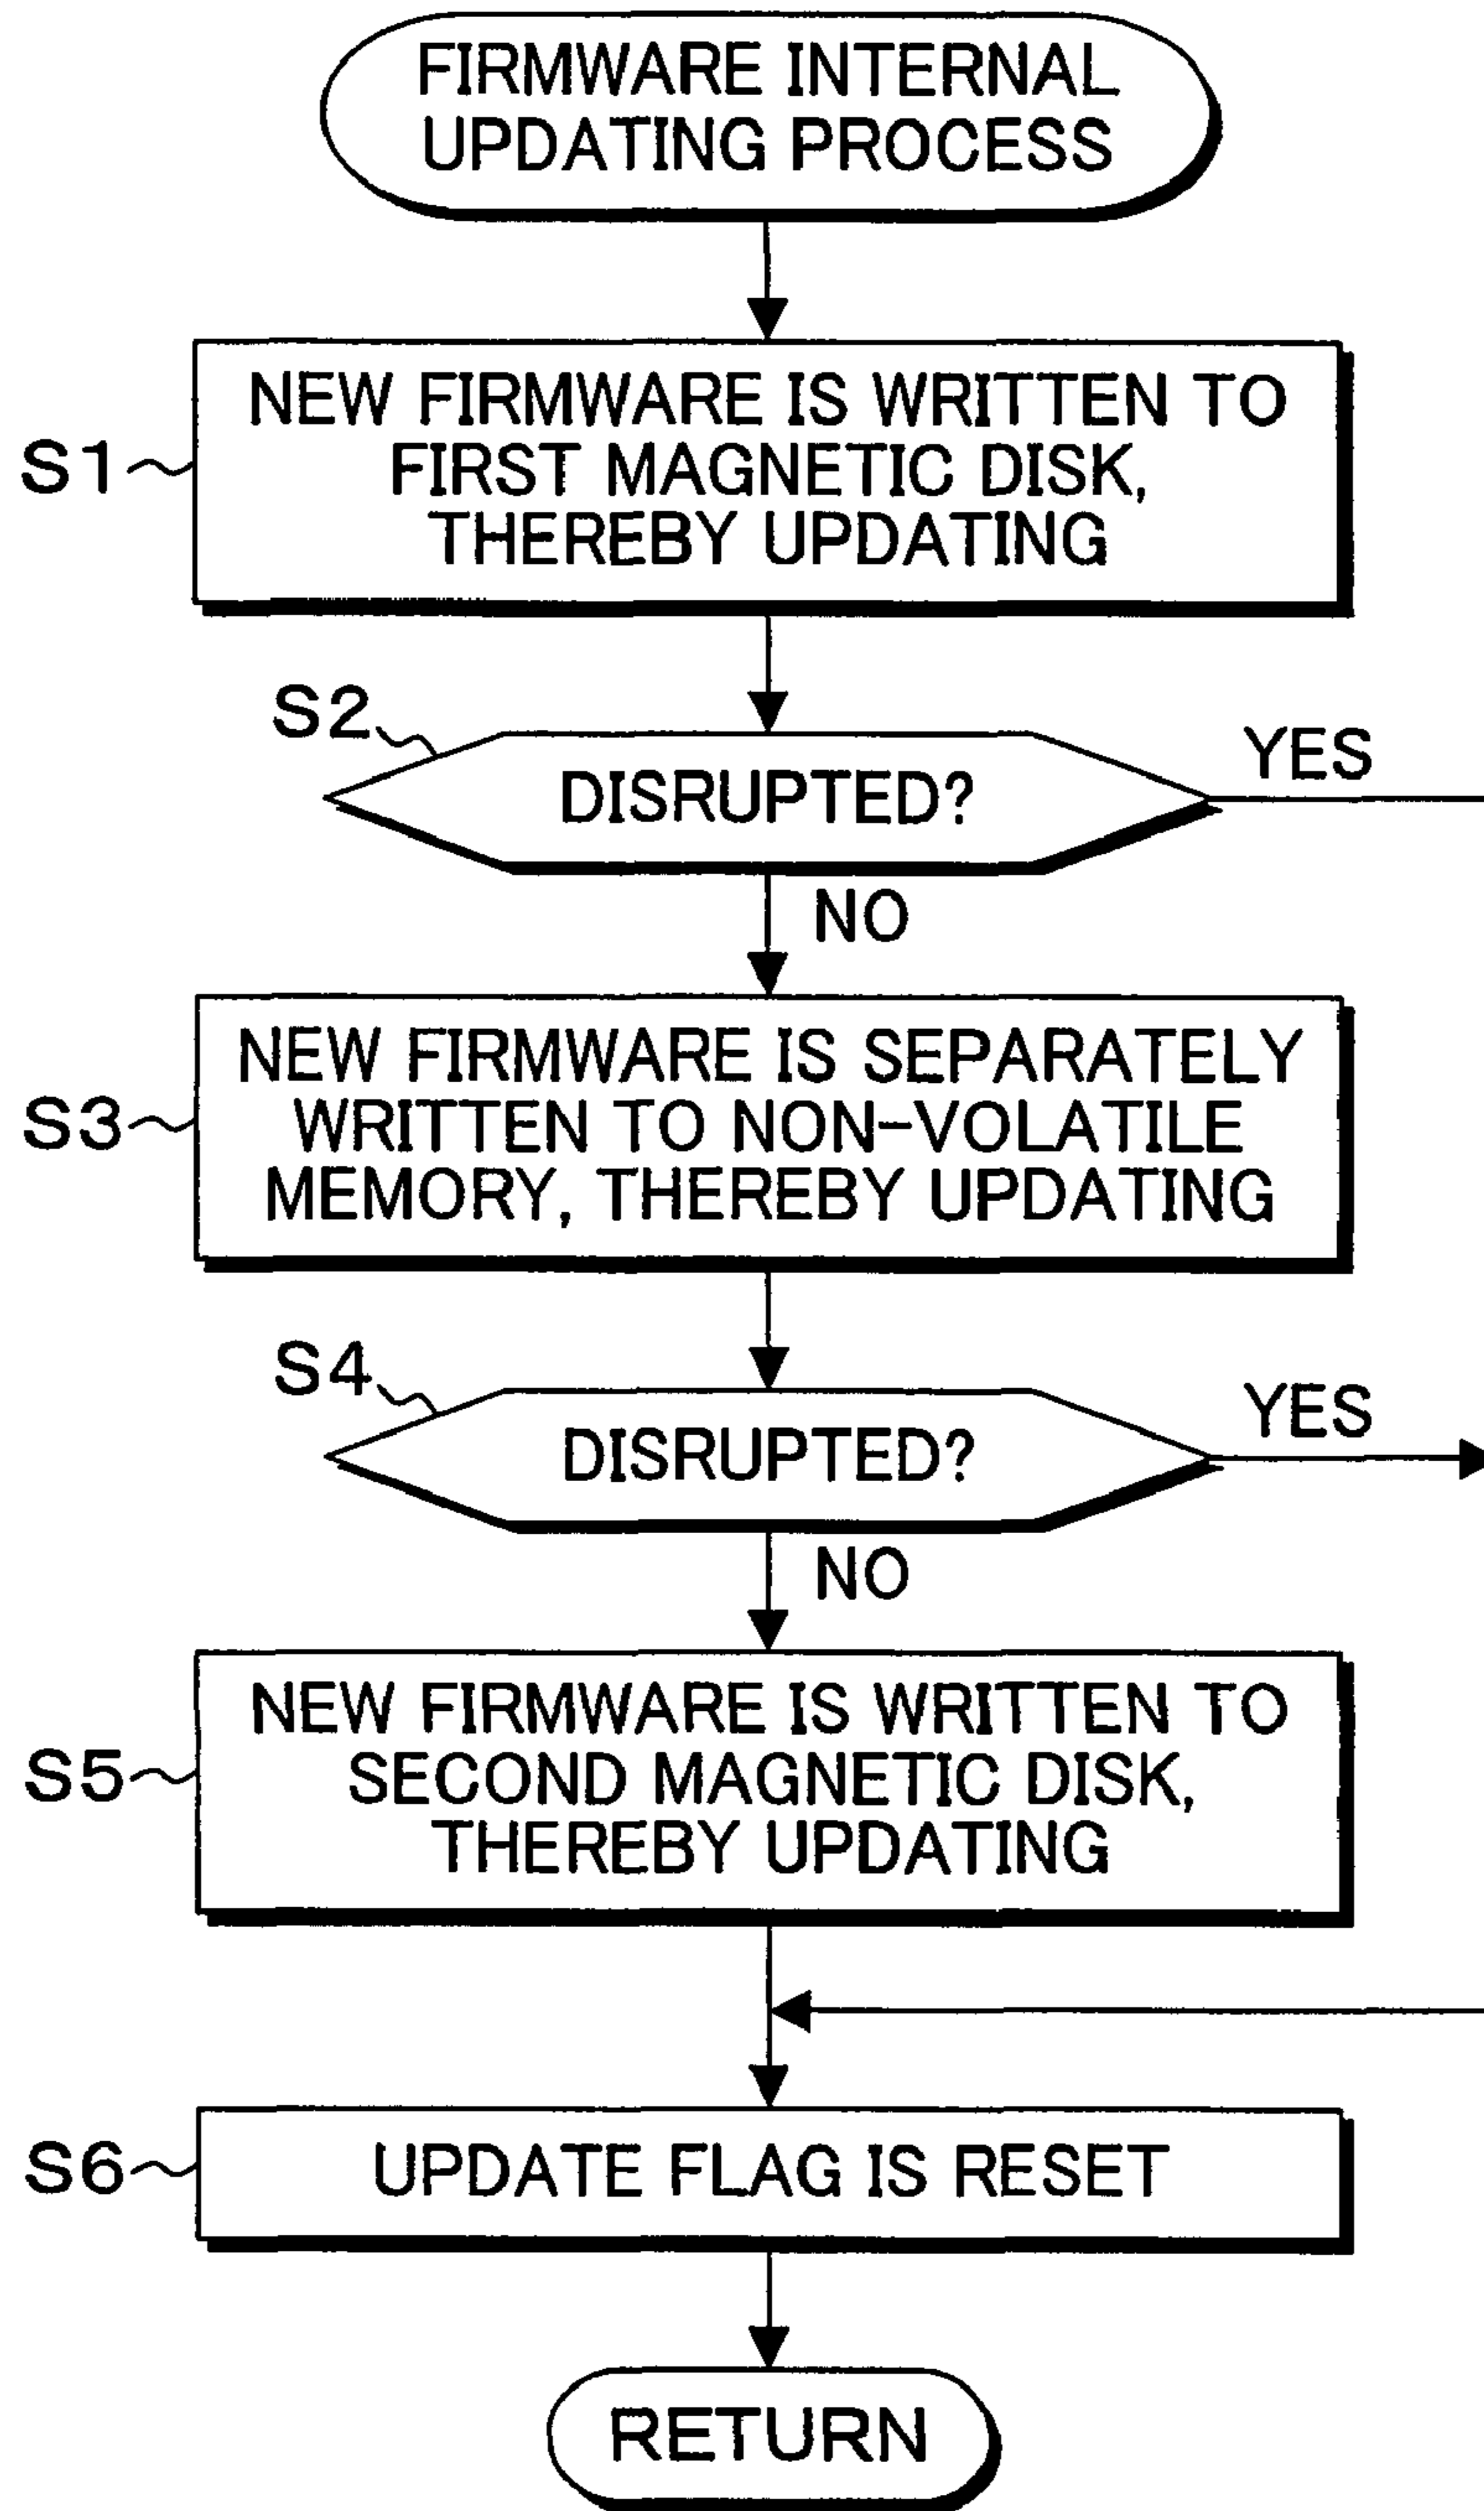 FIRMWARE INTERNAL
UPDATING PROCESS
NEW FIRMWARE IS WRITTEN TO
S1
FIRST MAGNETIC DISK,
THEREBY UPDATING
S2
YES
DISRUPTED?
NO
NEW FIRMWARE IS SEPARATELY
S3
WRITTEN TO NON-VOLATILE
MEMORY, THEREBY UPDATING
S4
YES
DISRUPTED?
NO
NEW FIRMWARE IS WRITTEN TO
S5
SECOND MAGNETIC DISK,
THEREBY UPDATING
S6
UPDATE FLAG IS RESET
RETURN